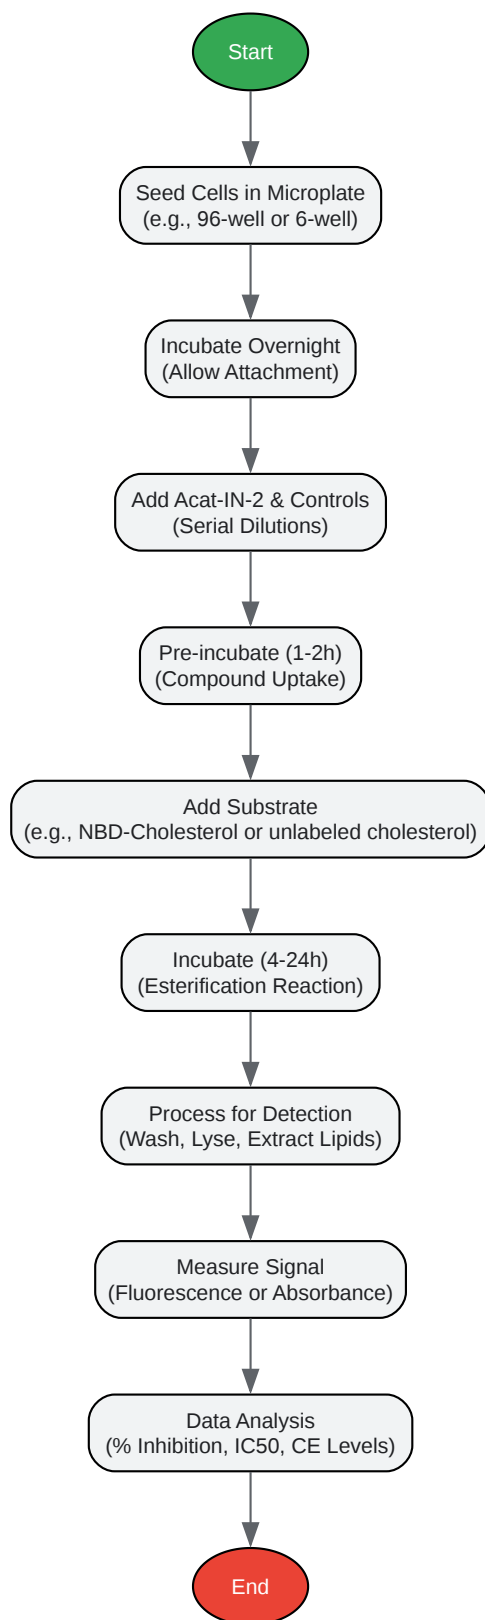 Start
Seed Cells in Microplate
(e.g., 96-well or 6-well)
Incubate Overnight
(Allow Attachment)
Add Acat-IN-2 & Controls
(Serial Dilutions)
Pre-incubate (1-2h)
(Compound Uptake)
Add Substrate
(e.g., NBD-Cholesterol or unlabeled cholesterol)
Incubate (4-24h)
(Esterification Reaction)
Process for Detection
(Wash, Lyse, Extract Lipids)
Measure Signal
(Fluorescence or Absorbance)
Data Analysis
(% Inhibition, IC50, CE Levels)
End